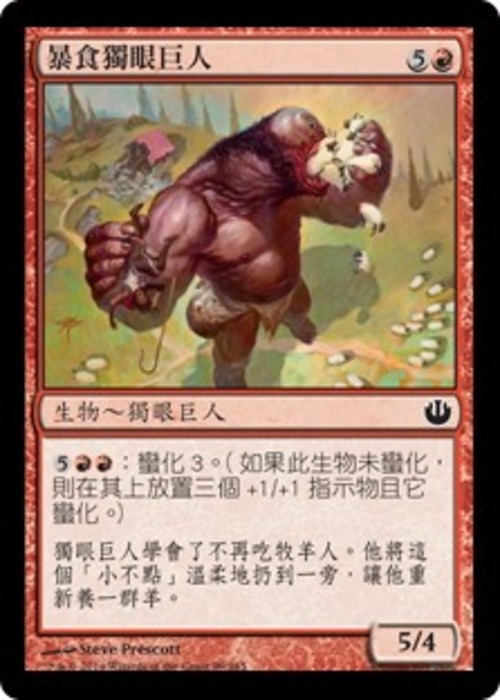 暴食獨眼巨人
5
生物～獨眼巨人
5：蠻化 3。(如果此生物未蠻化，
則在其上放置三個 +1/+1 指示物且它
蠻化。)
獨眼巨人學會了不再吃牧羊人。他將這
個「小不點」溫柔地扔到一旁，讓他重
新養一群羊。
Steve Prescott
5/4